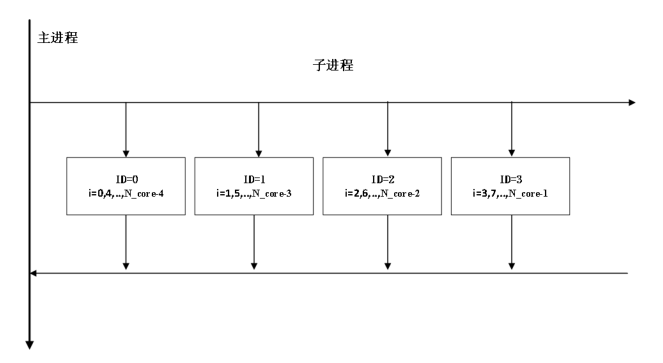 主进程
子进程
ID=0
i=0,4,..,N_core-4
ID=1
i=1,5,..,N_core-3
ID=2
i=2,6,..,N_core-2
ID=3
i=3,7,..,N_core-1